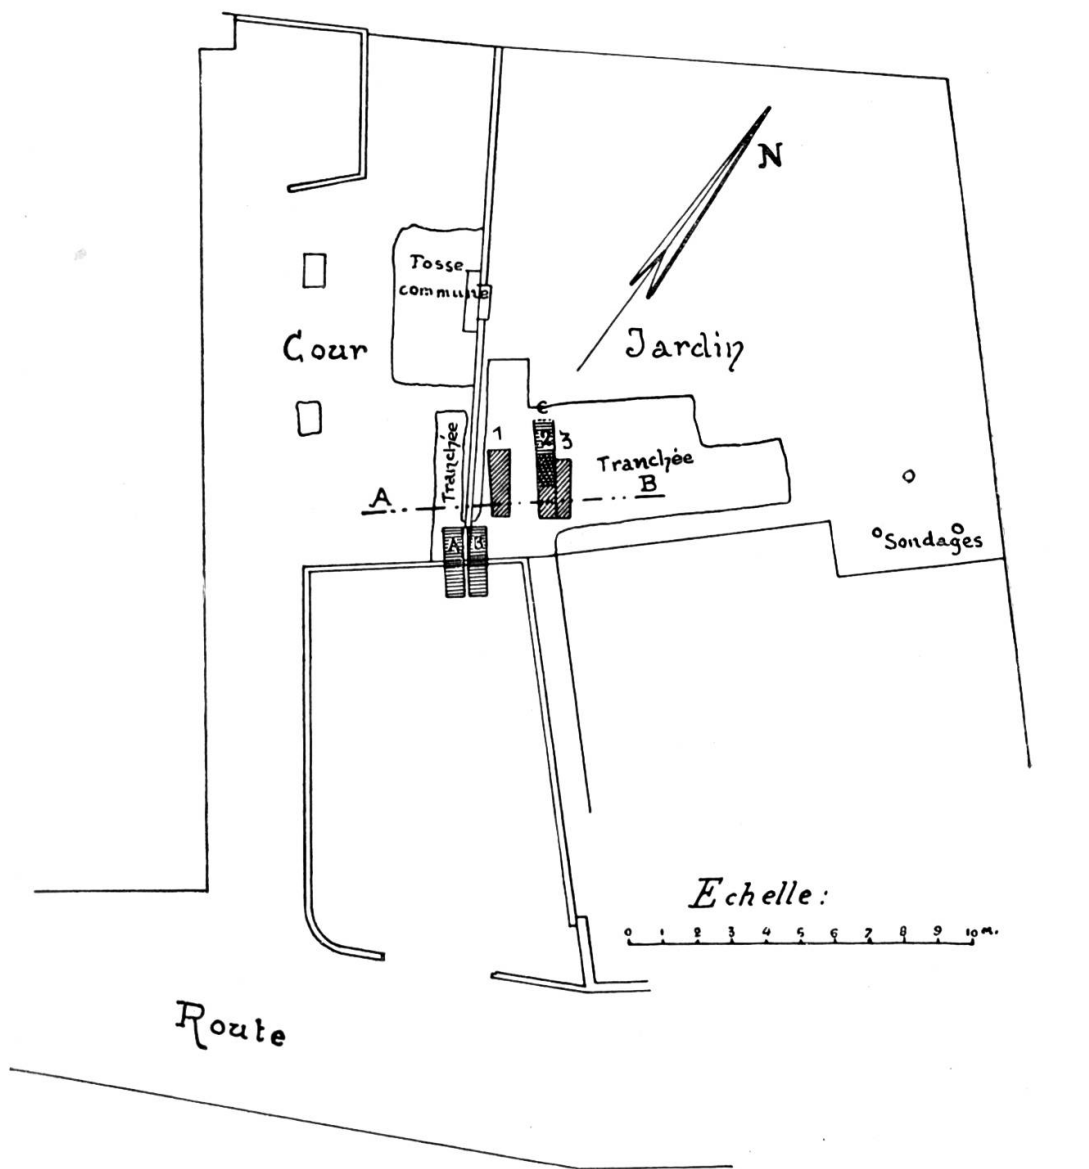 N
Fosse
commune
Cour
Jardin
C
1
2
3
Tranchée
Tranchée
A
B
A
B
Sondages
Echelle:
0 1 2 3 4 5 6 7 8 9 10 m.
Route